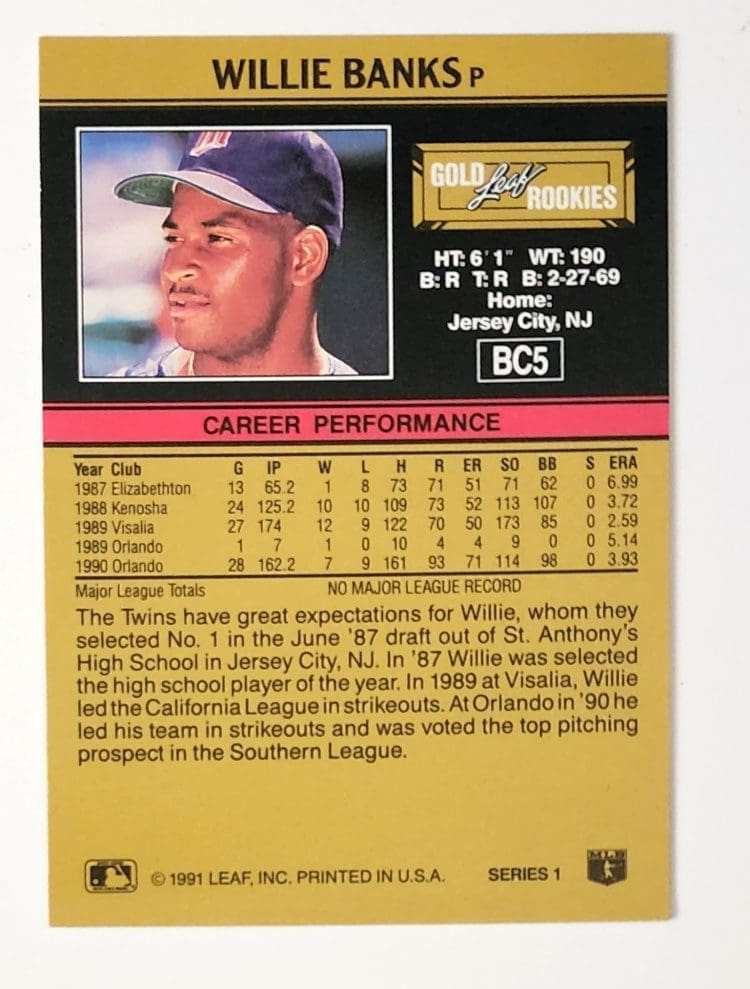 WILLIE BANKS P
GOLD Leaf ROOKIES
HT: 6' 1" WT: 190
B: R T: R B: 2-27-69
Home:
Jersey City, NJ
BC5
CAREER PERFORMANCE
Year Club G IP W L H R ER SO BB S ERA
1987 Elizabethton 13 65.2 1 8 73 71 51 71 62 0 6.99
1988 Kenosha 24 125.2 10 10 109 73 52 113 107 0 3.72
1989 Visalia 27 174 12 9 122 70 50 173 85 0 2.59
1989 Orlando 1 7 1 0 10 4 4 9 0 0 5.14
1990 Orlando 28 162.2 7 9 161 93 71 114 98 0 3.93
Major League Totals NO MAJOR LEAGUE RECORD
The Twins have great expectations for Willie, whom they
selected No. 1 in the June '87 draft out of St. Anthony's
High School in Jersey City, NJ. In '87 Willie was selected
the high school player of the year. In 1989 at Visalia, Willie
led the California League in strikeouts. At Orlando in '90 he
led his team in strikeouts and was voted the top pitching
prospect in the Southern League.
© 1991 LEAF, INC. PRINTED IN U.S.A. SERIES 1
MLB